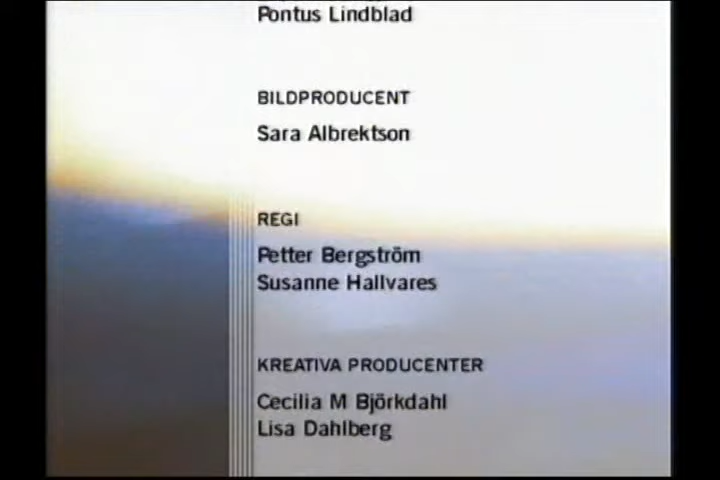 Pontus Lindblad
BILDPRODUCENT
Sara Albrektson
REGI
Petter Bergström
Susanne Hallvares
KREATIVA PRODUCENTER
Cecilia M Björkdahl
Lisa Dahlberg